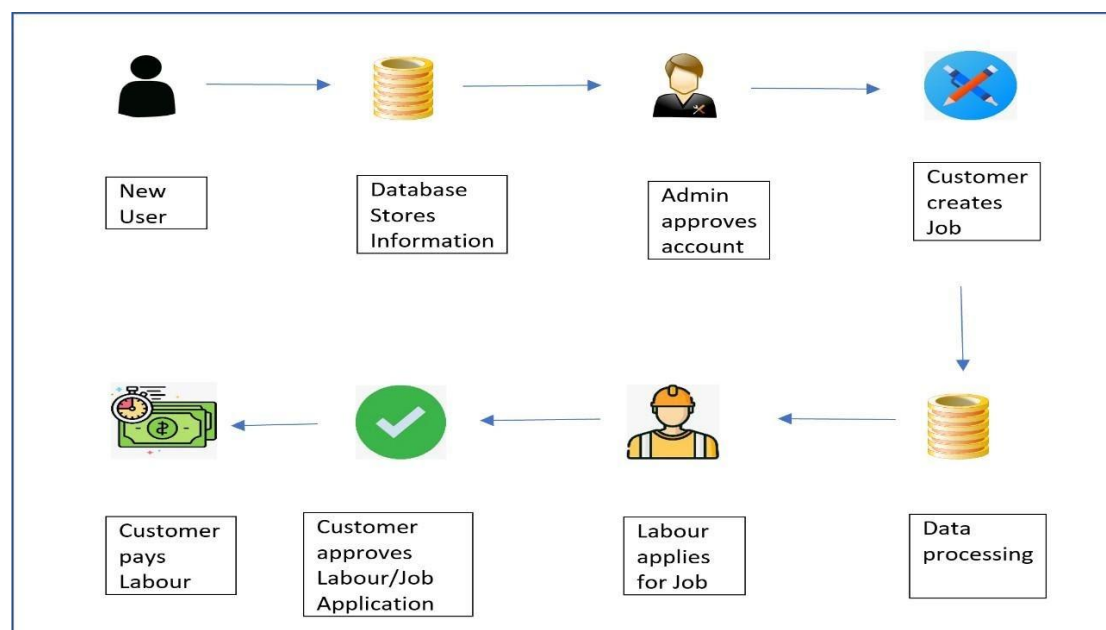 New
User
Database
Stores
Information
Admin
approves
account
Customer
creates
Job
Customer
pays
Labour
Customer
approves
Labour/Job
Application
Labour
applies
for Job
Data
processing